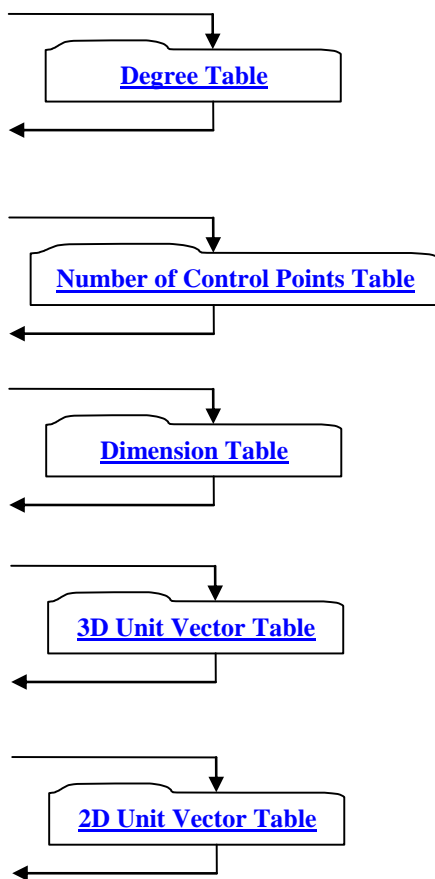 Degree Table
Number of Control Points Table
Dimension Table
3D Unit Vector Table
2D Unit Vector Table